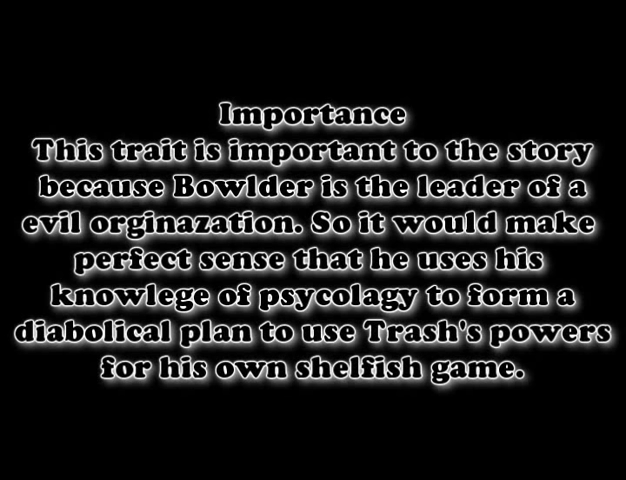 Importance
This trait is important to the story
because Bowlder is the leader of a
evil orginazation. So it would make
perfect sense that he uses his
knowlege of psycolagy to form a
diabolical plan to use Trash's powers
for his own shelfish game.